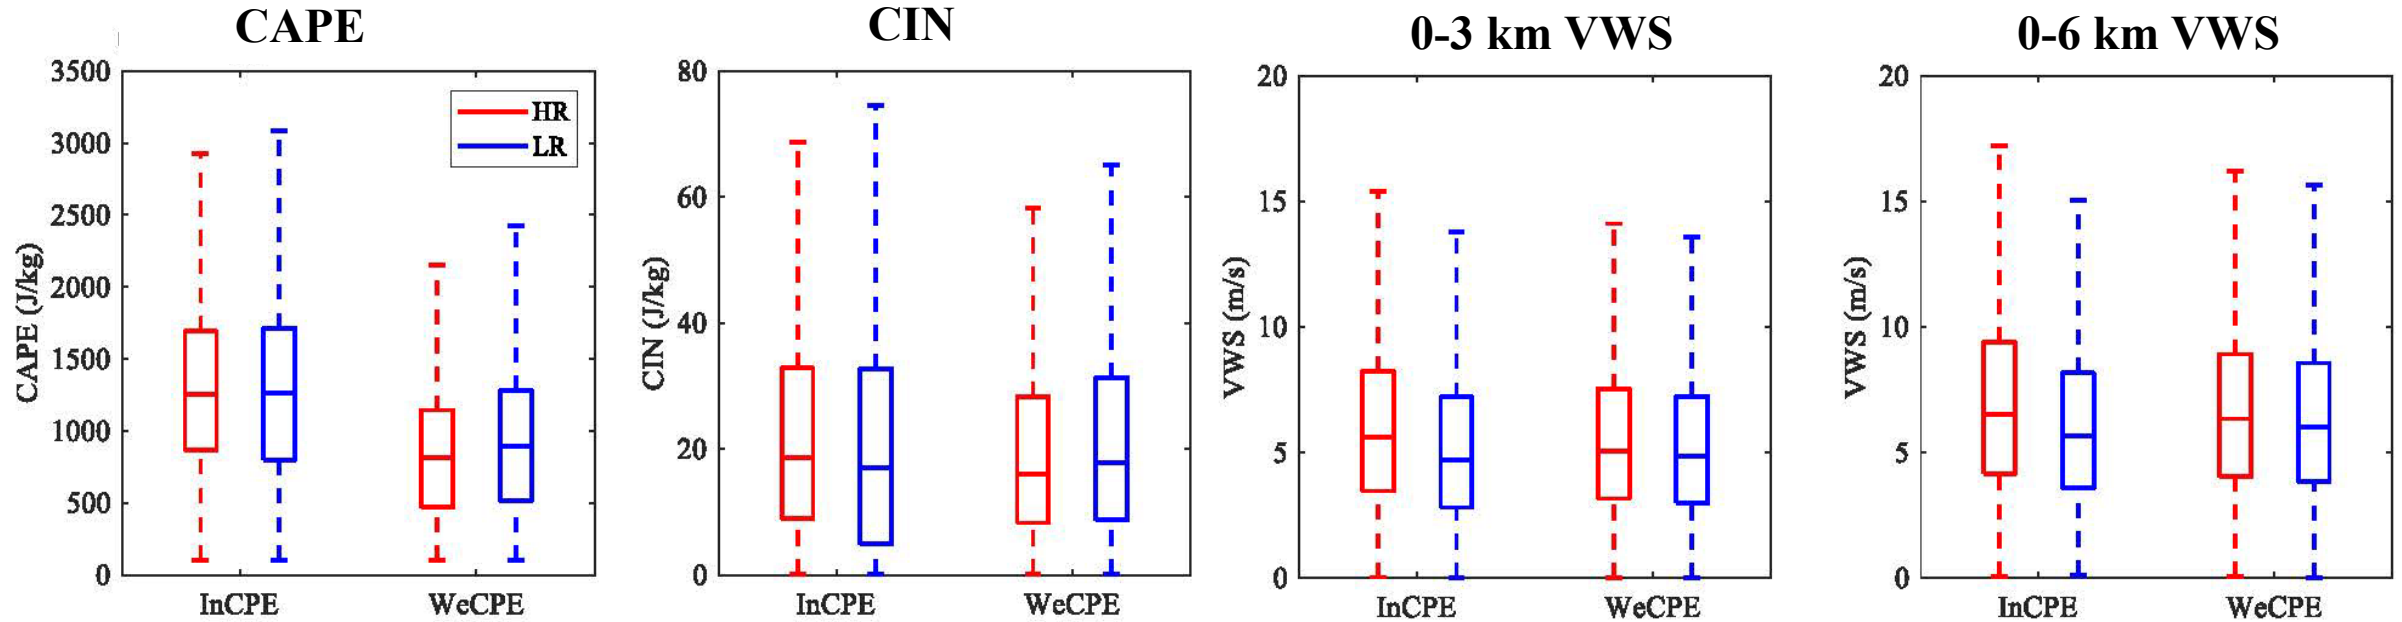 CAPE
CIN
0-3 km VWS
0-6 km VWS
3500
3000
2500
2000
1500
1000
500
0
CAPE (J/kg)
HR
LR
InCPE
WeCPE
80
60
40
20
0
CIN (J/kg)
InCPE
WeCPE
20
15
10
5
0
VWS (m/s)
InCPE
WeCPE
20
15
10
5
0
VWS (m/s)
InCPE
WeCPE